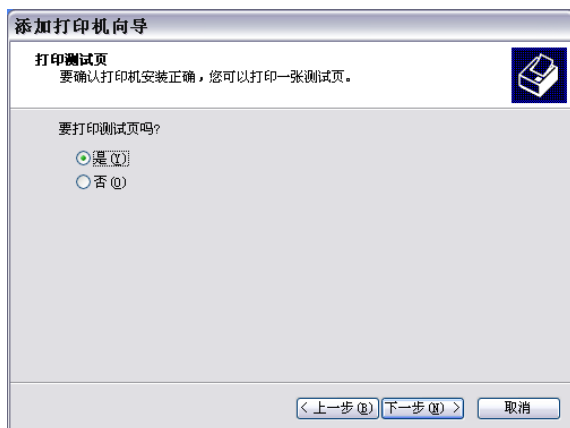 添加打印机向导
打印测试页
要确认打印机安装正确，您可以打印一张测试页。
要打印测试页吗?
是(Y)
否(O)
< 上一步(B) 下一步(N) > 取消